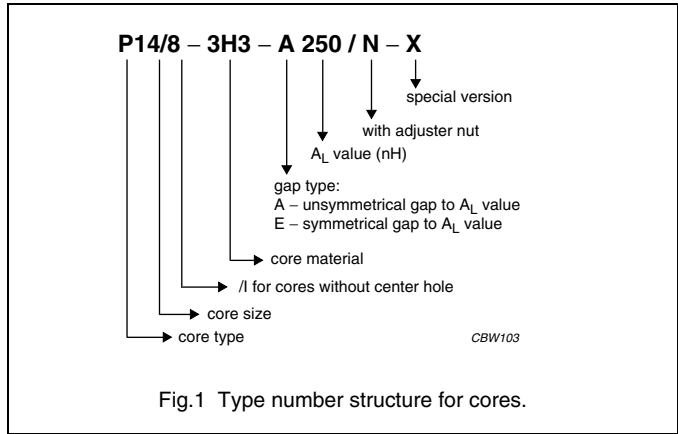 P14/8 – 3H3 – A 250 / N – X
special version
with adjuster nut
AL value (nH)
gap type:
A – unsymmetrical gap to AL value
E – symmetrical gap to AL value
core material
/I for cores without center hole
core size
core type
CBW103
Fig.1 Type number structure for cores.